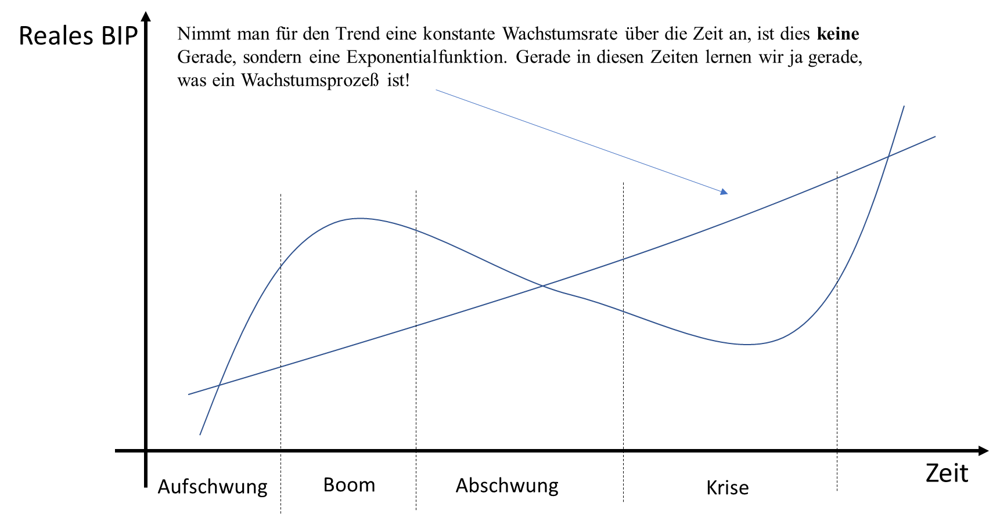 Reales BIP
Nimmt man für den Trend eine konstante Wachstumsrate über die Zeit an, ist dies keine
Gerade, sondern eine Exponentialfunktion. Gerade in diesen Zeiten lernen wir ja gerade,
was ein Wachstumsprozeß ist!
Zeit
Aufschwung
Boom
Abschwung
Krise